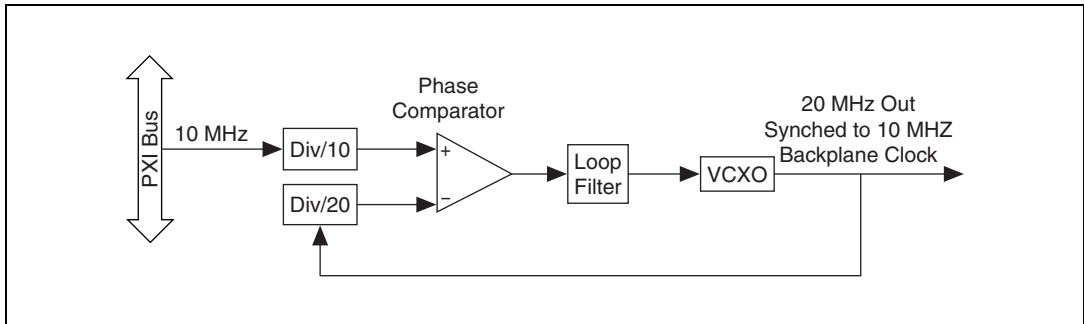 Phase
Comparator
20 MHz Out
Synched to 10 MHZ
Backplane Clock
PXI Bus
10 MHz
Div/10
+
Loop
Filter
VCXO
Div/20
–